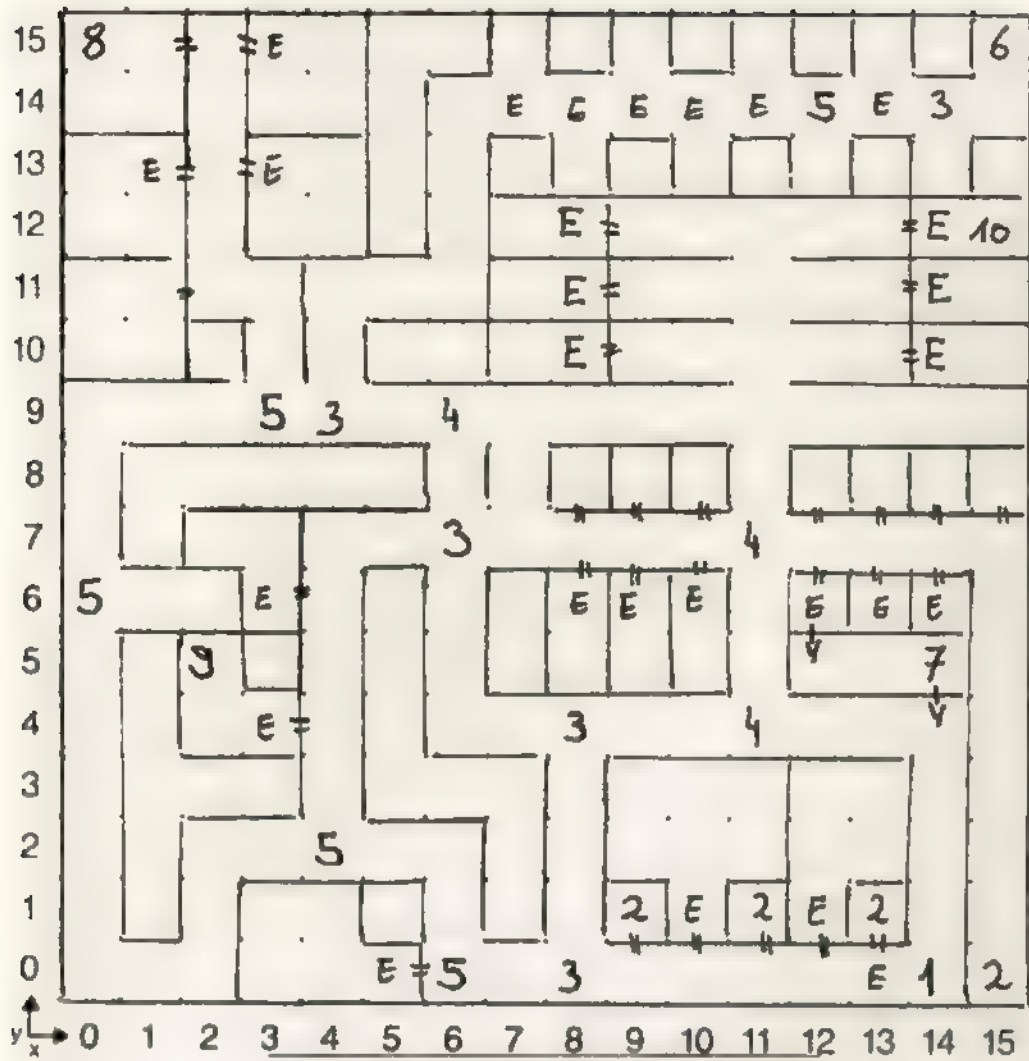 15 8 E 6
14 E E E E E 5 E 3
13 E E
12 E E 10
11 E E
10 E E
9 5 3 4
8
7 3 4
6 5 E E E E E E E
5 9 7
4 E 3 4
3
2 5
1 2 E 2 E 2
0 E 5 3 E 1 2
y x 0 1 2 3 4 5 6 7 8 9 10 11 12 13 14 15